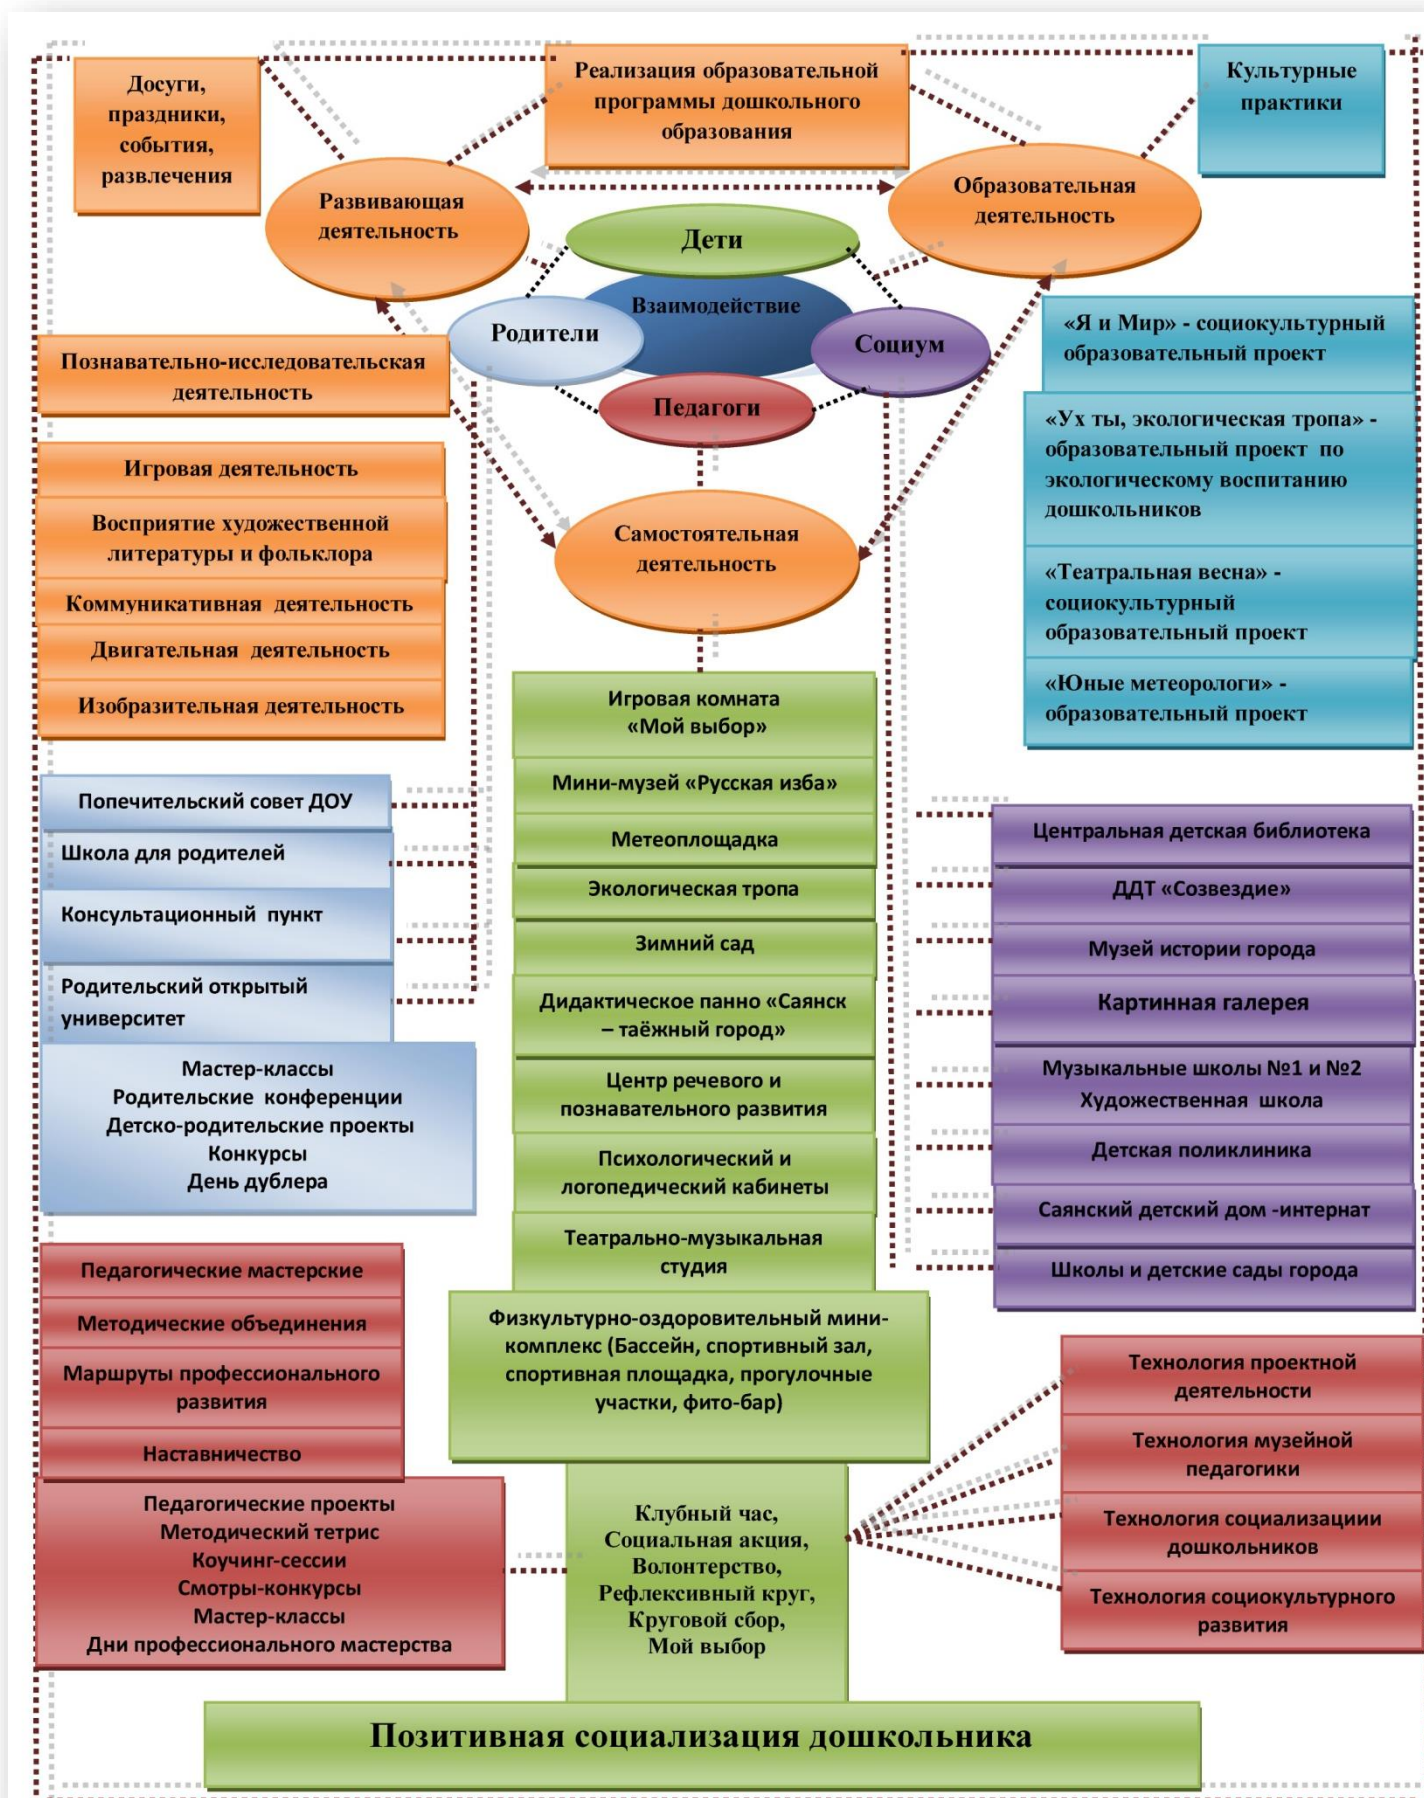 Досуги,
праздники,
события,
развлечения
Реализация образовательной
программы дошкольного
образования
Культурные
практики
Развивающая
деятельность
Образовательная
деятельность
Дети
Взаимодействие
Родители
Социум
Педагоги
Познавательно-исследовательская
деятельность
Игровая деятельность
Восприятие художественной
литературы и фольклора
Коммуникативная деятельность
Двигательная деятельность
Изобразительная деятельность
Самостоятельная
деятельность
«Я и Мир» - социокультурный
образовательный проект
«Ух ты, экологическая тропа» -
образовательный проект по
экологическому воспитанию
дошкольников
«Театральная весна» -
социокультурный
образовательный проект
«Юные метеорологи» -
образовательный проект
Попечительский совет ДОУ
Школа для родителей
Консультационный пункт
Родительский открытый
университет
Мастер-классы
Родительские конференции
Детско-родительские проекты
Конкурсы
День дублера
Игровая комната
«Мой выбор»
Мини-музей «Русская изба»
Метеоплощадка
Экологическая тропа
Зимний сад
Дидактическое панно «Саянск
– таёжный город»
Центр речевого и
познавательного развития
Психологический и
логопедический кабинеты
Театрально-музыкальная
студия
Физкультурно-оздоровительный мини-
комплекс (Бассейн, спортивный зал,
спортивная площадка, прогулочные
участки, фито-бар)
Центральная детская библиотека
ДДТ «Созвездие»
Музей истории города
Картинная галерея
Музыкальные школы №1 и №2
Художественная школа
Детская поликлиника
Саянский детский дом -интернат
Школы и детские сады города
Педагогические мастерские
Методические объединения
Маршруты профессионального
развития
Наставничество
Педагогические проекты
Методический тетрис
Коучинг-сессии
Смотры-конкурсы
Мастер-классы
Дни профессионального мастерства
Клубный час,
Социальная акция,
Волонтерство,
Рефлексивный круг,
Круговой сбор,
Мой выбор
Технология проектной
деятельности
Технология музейной
педагогики
Технология социализациии
дошкольников
Технология социокультурного
развития
Позитивная социализация дошкольника